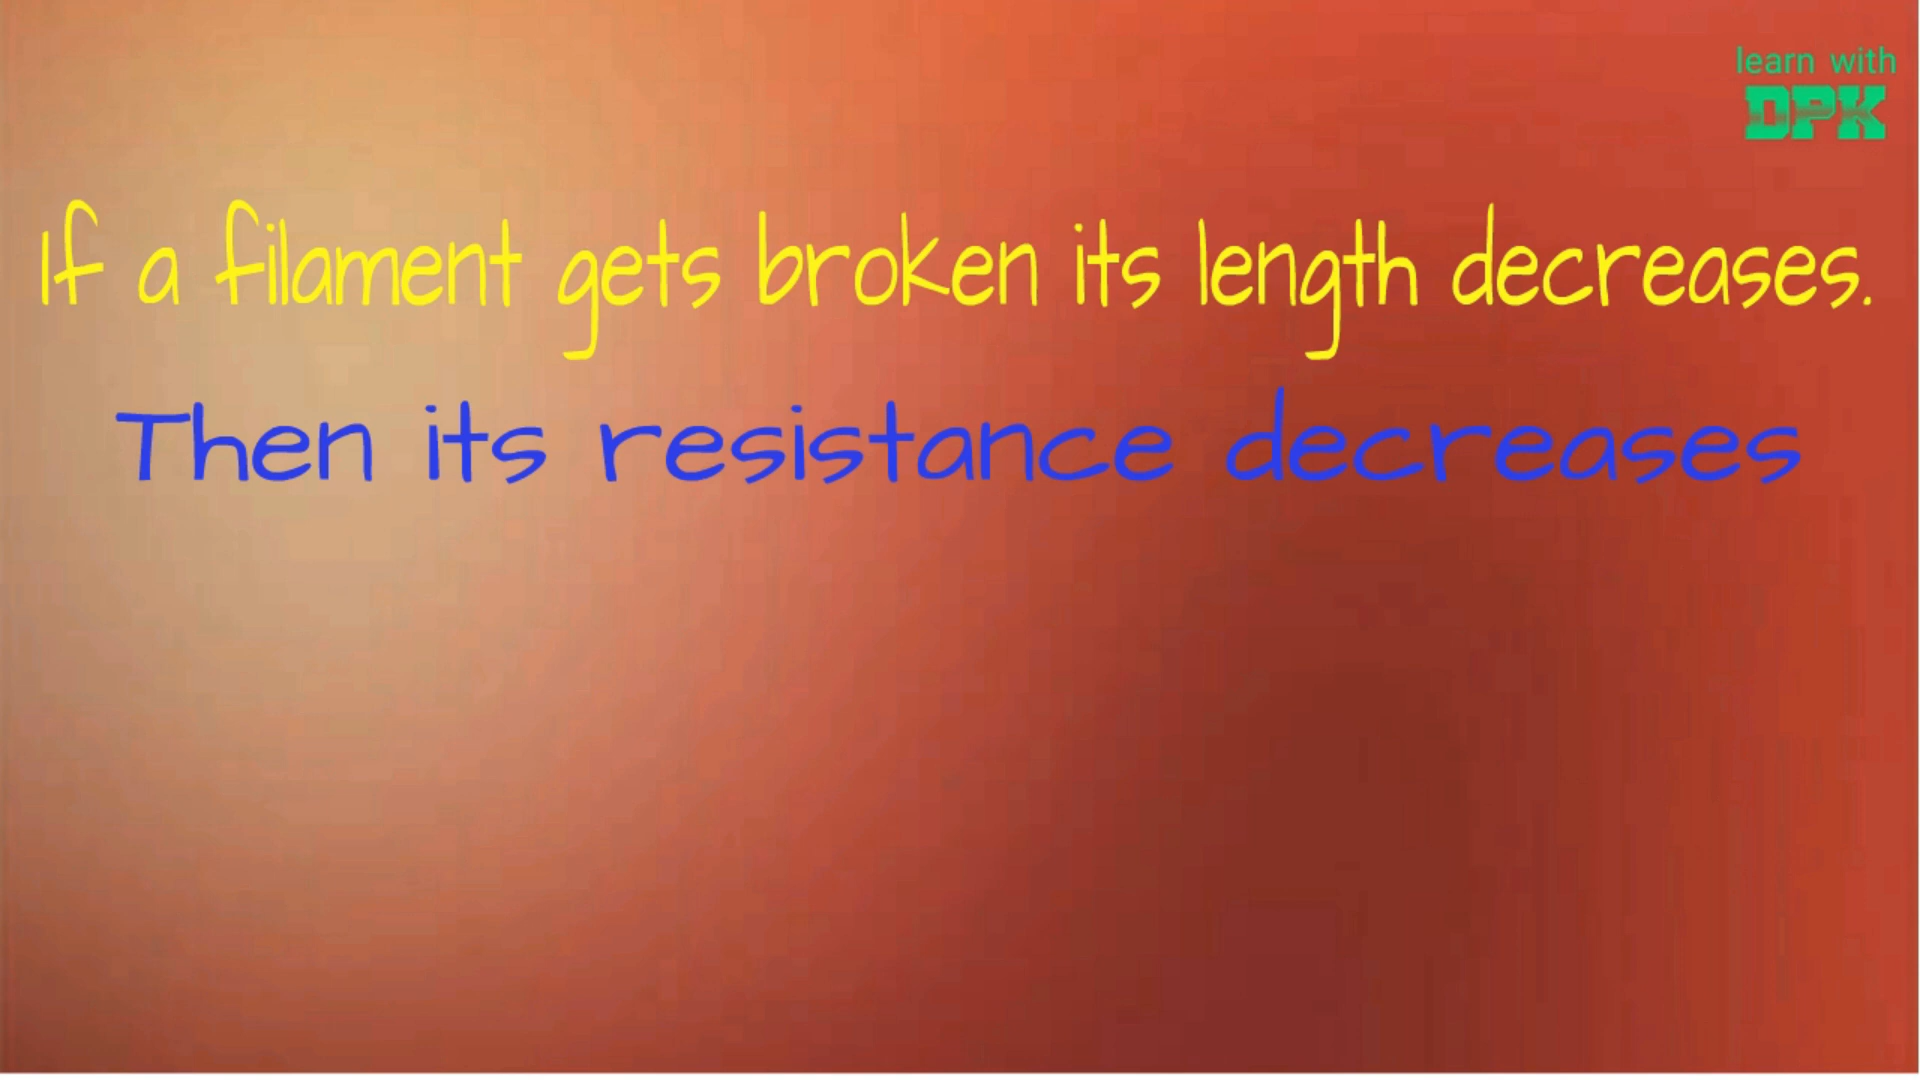 learn with
DPK
If a filament gets broken its length decreases.
Then its resistance decreases